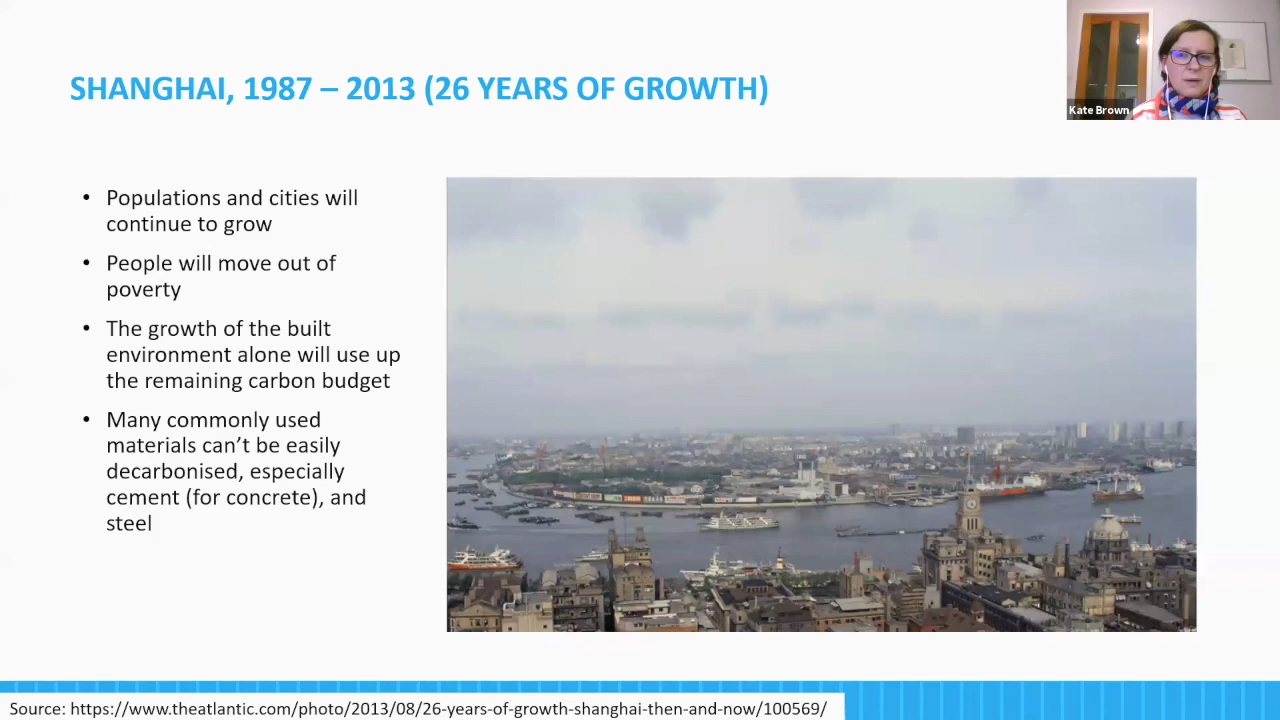 SHANGHAI, 1987 – 2013 (26 YEARS OF GROWTH)
Kate Brown
• Populations and cities will
continue to grow
• People will move out of
poverty
• The growth of the built
environment alone will use up
the remaining carbon budget
• Many commonly used
materials can’t be easily
decarbonised, especially
cement (for concrete), and
steel
Source: https://www.theatlantic.com/photo/2013/08/26-years-of-growth-shanghai-then-and-now/100569/